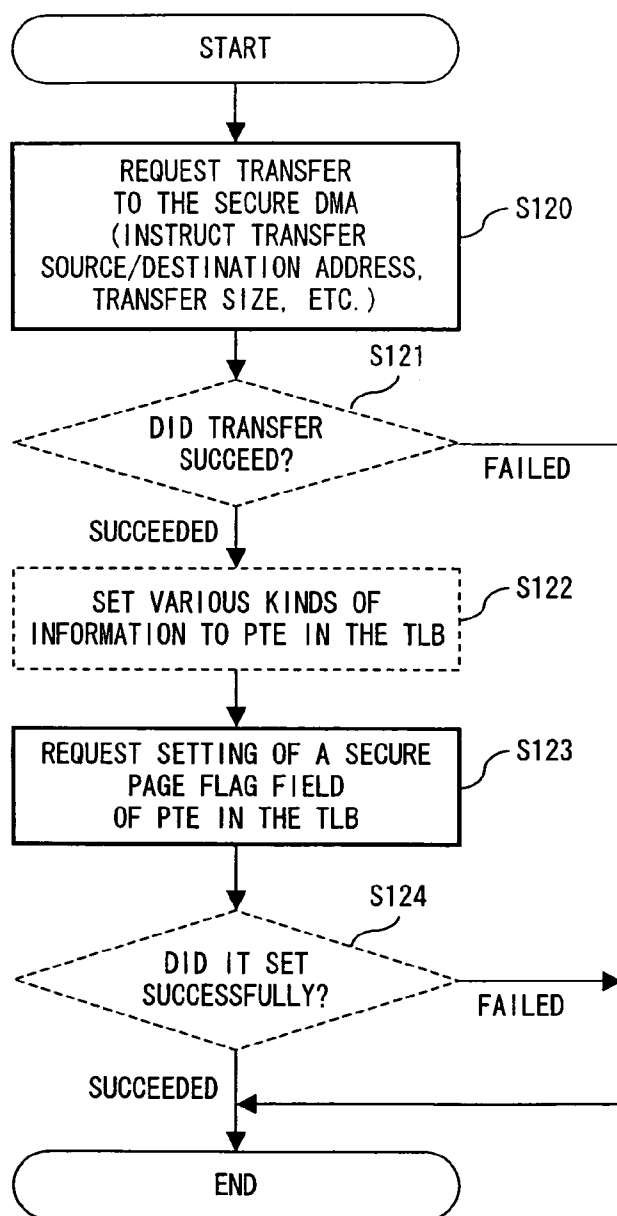 START
REQUEST TRANSFER
TO THE SECURE DMA
(INSTRUCT TRANSFER
SOURCE/DESTINATION ADDRESS,
TRANSFER SIZE, ETC.)
S120
S121
DID TRANSFER
SUCCEED?
FAILED
SUCCEEDED
SET VARIOUS KINDS OF
INFORMATION TO PTE IN THE TLB
S122
REQUEST SETTING OF A SECURE
PAGE FLAG FIELD
OF PTE IN THE TLB
S123
S124
DID IT SET
SUCCESSFULLY?
FAILED
SUCCEEDED
END